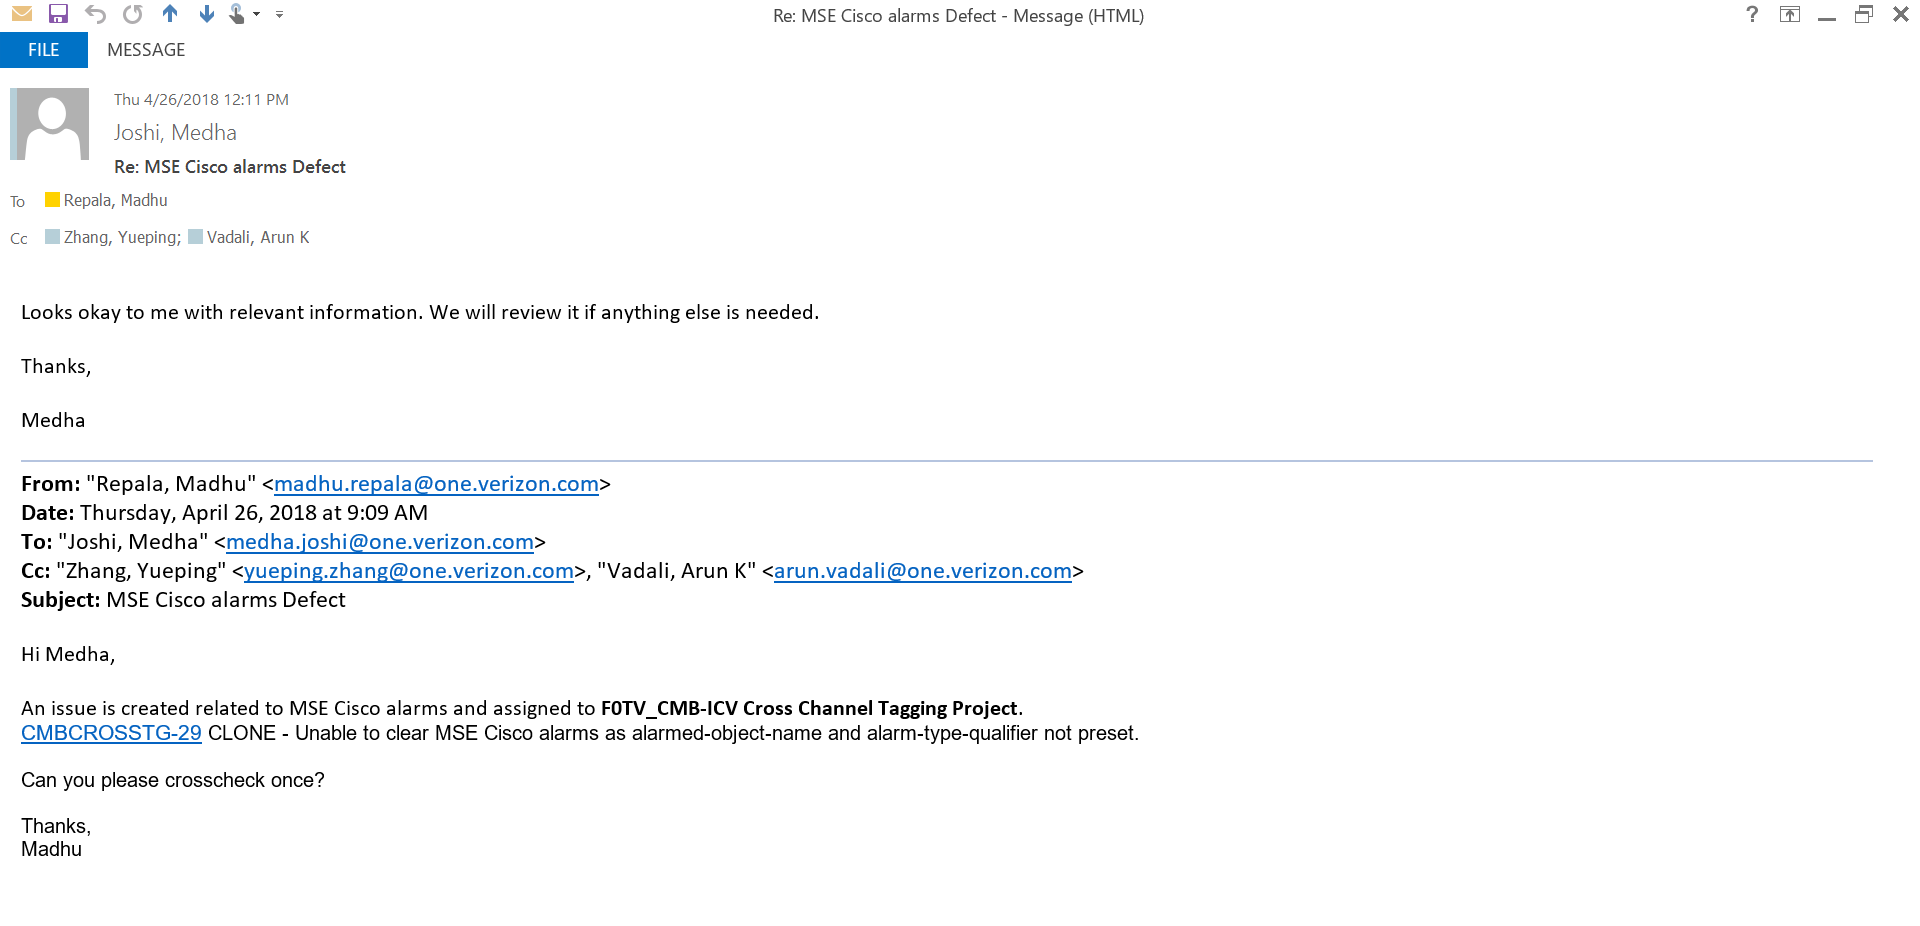 Re: MSE Cisco alarms Defect - Message (HTML)
?
FILE MESSAGE
Thu 4/26/2018 12:11 PM
Joshi, Medha
Re: MSE Cisco alarms Defect
To Repala, Madhu
Cc Zhang, Yueping; Vadali, Arun K
Looks okay to me with relevant information. We will review it if anything else is needed.
Thanks,
Medha
From: "Repala, Madhu" <madhu.repala@one.verizon.com>
Date: Thursday, April 26, 2018 at 9:09 AM
To: "Joshi, Medha" <medha.joshi@one.verizon.com>
Cc: "Zhang, Yueping" <yueping.zhang@one.verizon.com>, "Vadali, Arun K" <arun.vadali@one.verizon.com>
Subject: MSE Cisco alarms Defect
Hi Medha,
An issue is created related to MSE Cisco alarms and assigned to F0TV_CMB-ICV Cross Channel Tagging Project.
CMBCROSSTG-29 CLONE - Unable to clear MSE Cisco alarms as alarmed-object-name and alarm-type-qualifier not preset.
Can you please crosscheck once?
Thanks,
Madhu